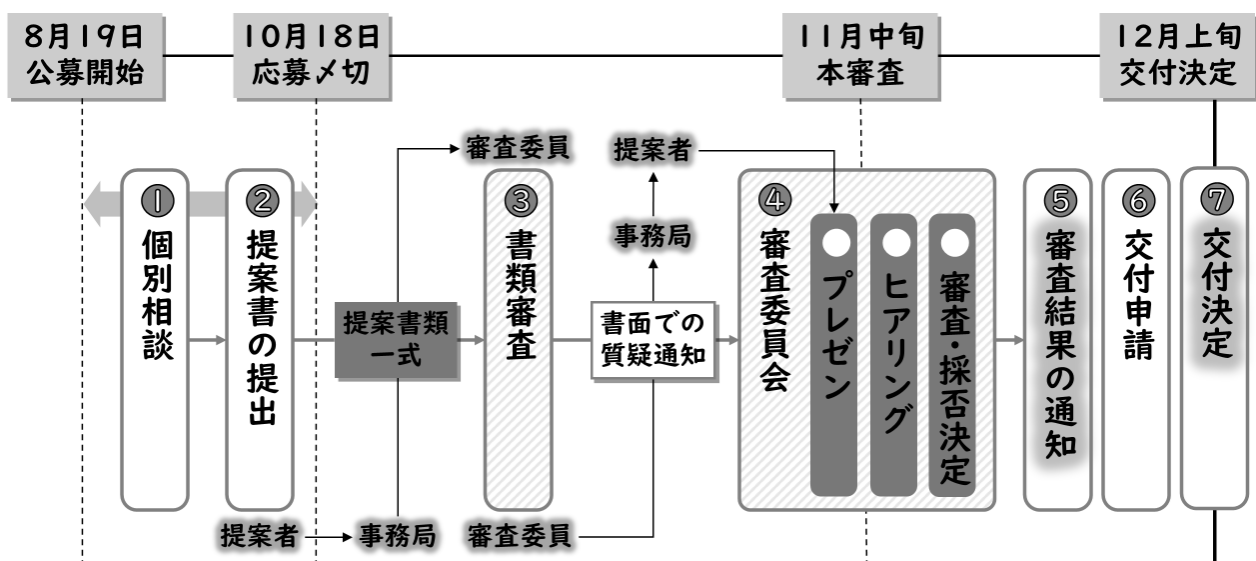 8月19日
公募開始
10月18日
応募〆切
11月中旬
本審査
12月上旬
交付決定
審査委員
提案者
事務局
①
個別相談
②
提案書の提出
提案書類
一式
③
書類審査
書面での
質疑通知
④
審査委員会
プレゼン
ヒアリング
審査・採否決定
⑤
審査結果の通知
⑥
交付申請
⑦
交付決定
提案者
事務局
審査委員